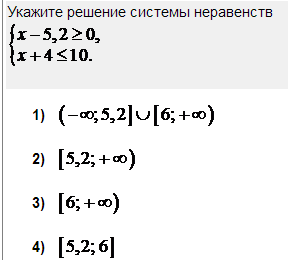 Укажите решение системы неравенств
{x − 5,2 ≥ 0,
{x + 4 ≤ 10.
1) (−∞; 5,2] ∪ [6; +∞)
2) [5,2; +∞)
3) [6; +∞)
4) [5,2; 6]